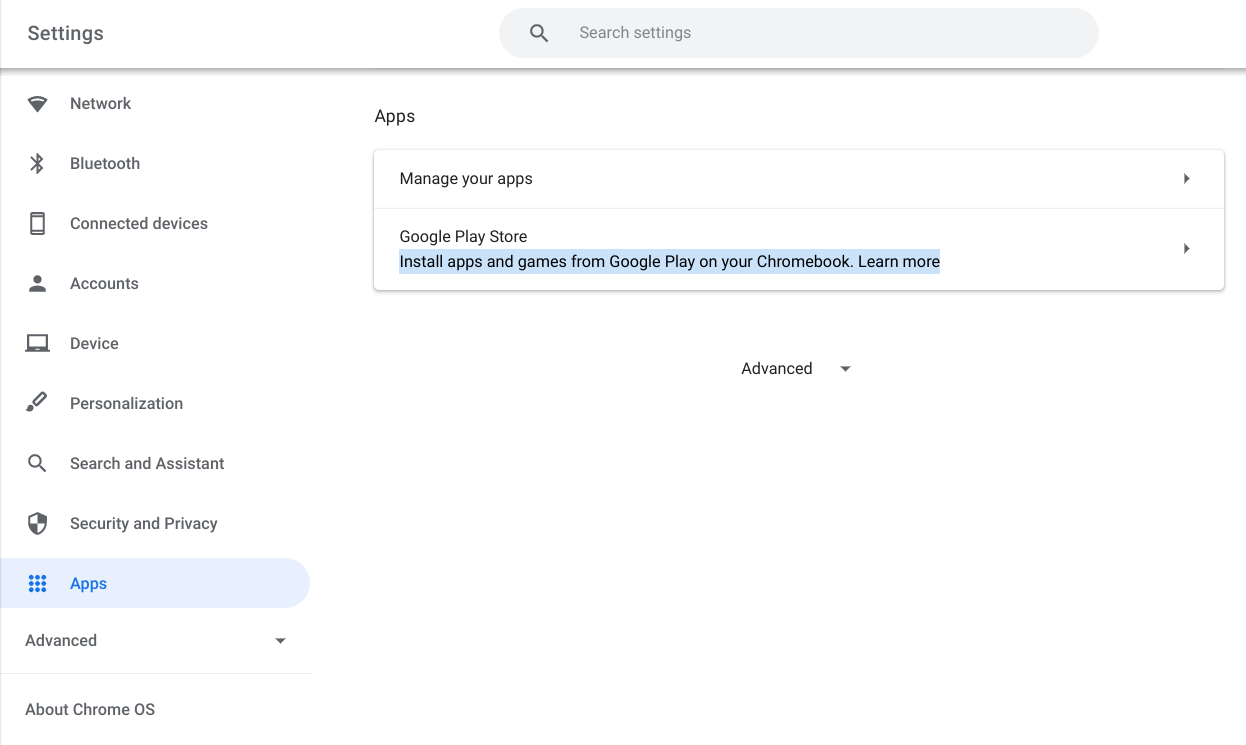 Settings
Search settings
Network
Bluetooth
Connected devices
Accounts
Device
Personalization
Search and Assistant
Security and Privacy
Apps
Advanced
About Chrome OS
Apps
Manage your apps
Google Play Store
Install apps and games from Google Play on your Chromebook. Learn more
Advanced